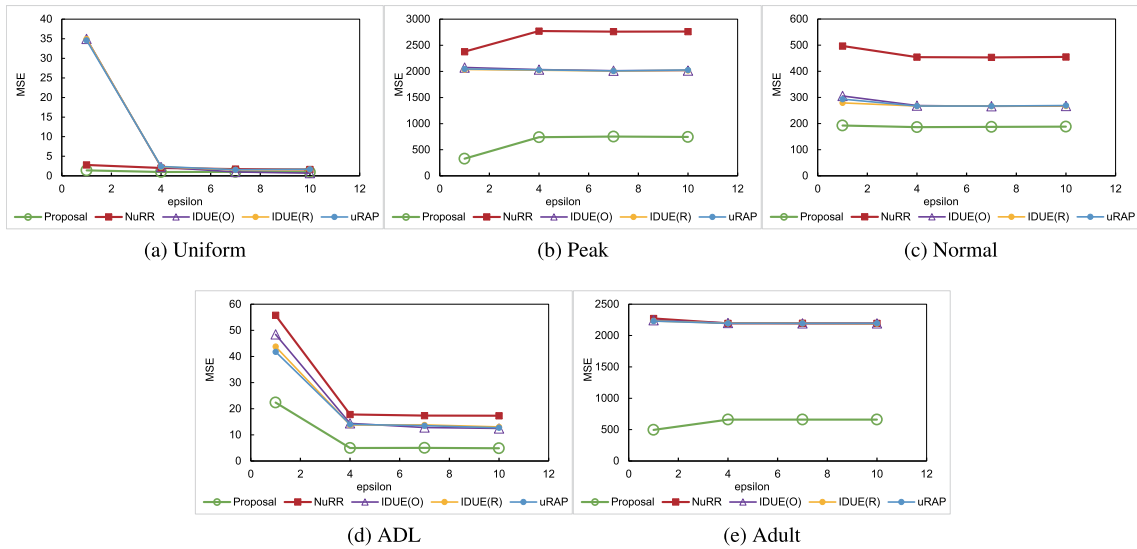 40
35
30
25
20
15
10
5
0
MSE
0 2 4 6 8 10 12
epsilon
Proposal NuRR IDUE(O) IDUE(R) uRAP
(a) Uniform
3000
2500
2000
1500
1000
500
0
MSE
0 2 4 6 8 10 12
epsilon
Proposal NuRR IDUE(O) IDUE(R) uRAP
(b) Peak
600
500
400
300
200
100
0
MSE
0 2 4 6 8 10 12
epsilon
Proposal NuRR IDUE(O) IDUE(R) uRAP
(c) Normal
60
50
40
30
20
10
0
MSE
0 2 4 6 8 10 12
epsilon
Proposal NuRR IDUE(O) IDUE(R) uRAP
(d) ADL
2500
2000
1500
1000
500
0
MSE
0 2 4 6 8 10 12
epsilon
Proposal NuRR IDUE(O) IDUE(R) uRAP
(e) Adult